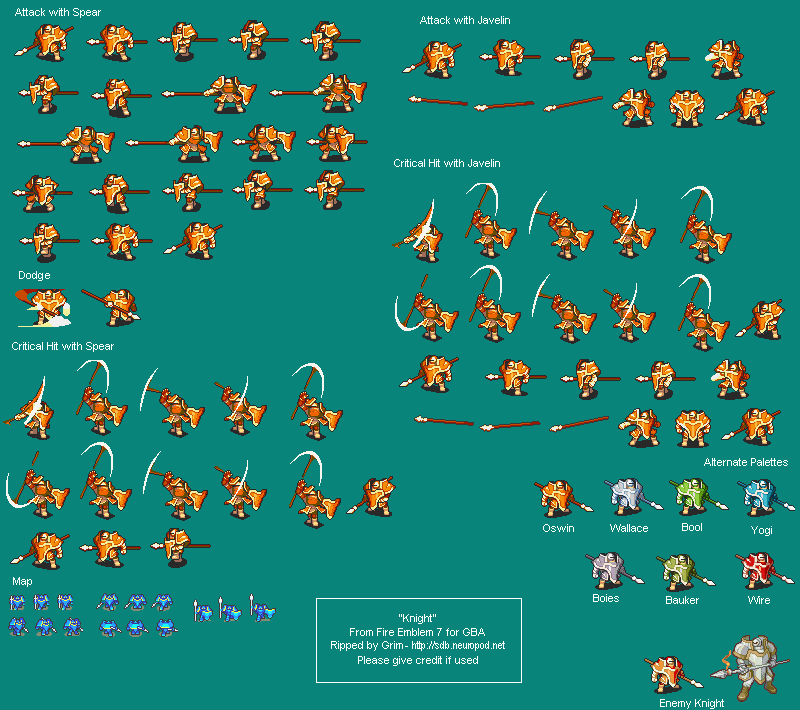 Attack with Spear
Attack with Javelin
Critical Hit with Javelin
Dodge
Critical Hit with Spear
Alternate Palettes
Oswin
Wallace
Bool
Yogi
Map
Boies
Bauker
Wire
"Knight"
From Fire Emblem 7 for GBA
Ripped by Grim - http://sdb.neuropod.net
Please give credit if used
Enemy Knight